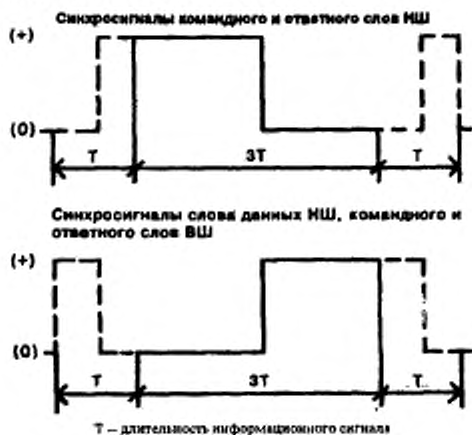 Синхросигналы командного и ответного слов НШ
(+)
(0)
T 3T T
Синхросигналы слова данных НШ, командного и
ответного слов ВШ
(+)
(0)
T 3T T
T – длительность информационного сигнала